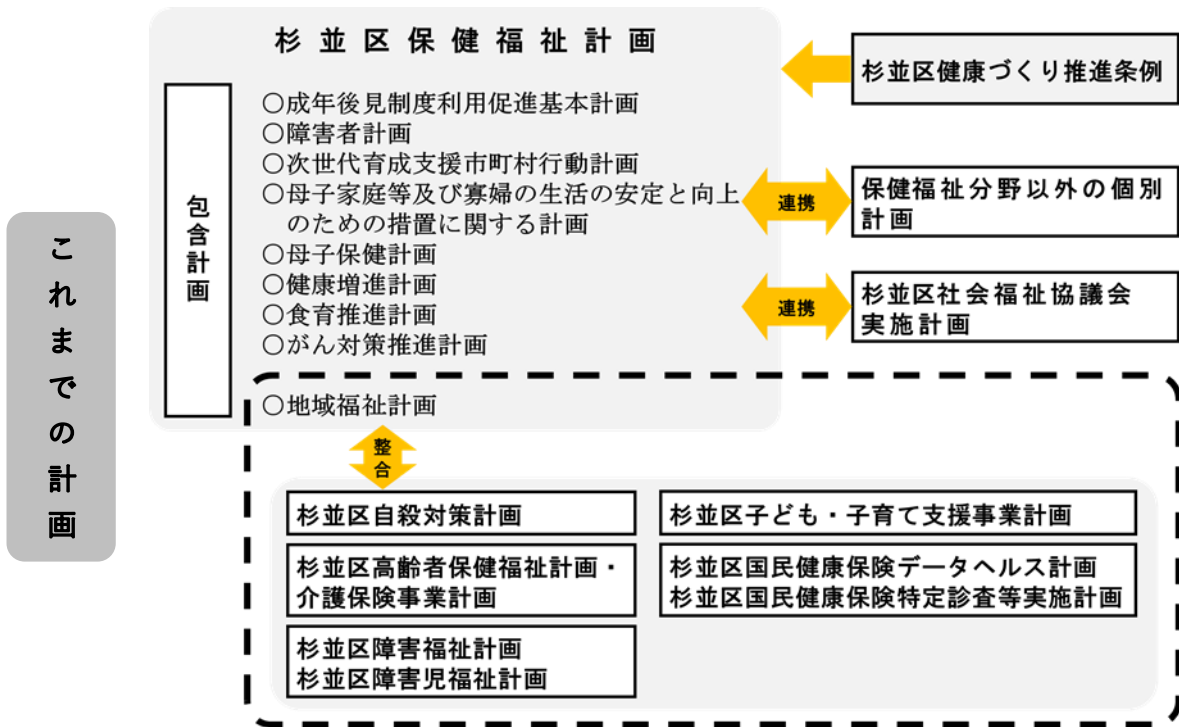 これまでの計画
杉並区保健福祉計画
包含計画
○成年後見制度利用促進基本計画
○障害者計画
○次世代育成支援市町村行動計画
○母子家庭等及び寡婦の生活の安定と向上
のための措置に関する計画
○母子保健計画
○健康増進計画
○食育推進計画
○がん対策推進計画
○地域福祉計画
杉並区健康づくり推進条例
連携
保健福祉分野以外の個別
計画
連携
杉並区社会福祉協議会
実施計画
整
合
杉並区自殺対策計画
杉並区高齢者保健福祉計画・
介護保険事業計画
杉並区障害福祉計画
杉並区障害児福祉計画
杉並区子ども・子育て支援事業計画
杉並区国民健康保険データヘルス計画
杉並区国民健康保険特定診査等実施計画